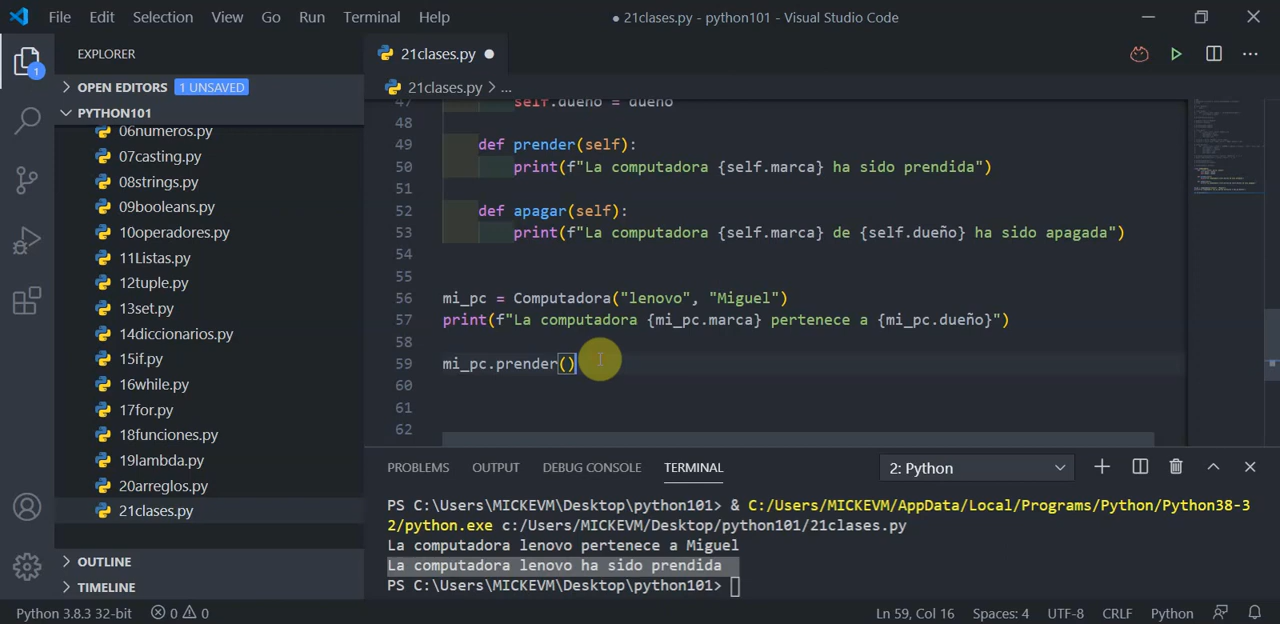 File Edit Selection View Go Run Terminal Help ● 21clases.py - python101 - Visual Studio Code
EXPLORER
21clases.py ●
OPEN EDITORS 1 UNSAVED
21clases.py > ...
PYTHON101
06numeros.py
07casting.py
08strings.py
09booleans.py
10operadores.py
11Listas.py
12tuple.py
13set.py
14diccionarios.py
15if.py
16while.py
17for.py
18funciones.py
19lambda.py
20arreglos.py
21clases.py
OUTLINE
TIMELINE
1
47 self.dueño = dueño
48
49 def prender(self):
50 print(f"La computadora {self.marca} ha sido prendida")
51
52 def apagar(self):
53 print(f"La computadora {self.marca} de {self.dueño} ha sido apagada")
54
55
56 mi_pc = Computadora("lenovo", "Miguel")
57 print(f"La computadora {mi_pc.marca} pertenece a {mi_pc.dueño}")
58
59 mi_pc.prender()
60
61
62
PROBLEMS OUTPUT DEBUG CONSOLE TERMINAL 2: Python
PS C:\Users\MICKEVM\Desktop\python101> & C:/Users/MICKEVM/AppData/Local/Programs/Python/Python38-3
2/python.exe c:/Users/MICKEVM/Desktop/python101/21clases.py
La computadora lenovo pertenece a Miguel
La computadora lenovo ha sido prendida
PS C:\Users\MICKEVM\Desktop\python101>
Python 3.8.3 32-bit 0 0 Ln 59, Col 16 Spaces: 4 UTF-8 CRLF Python